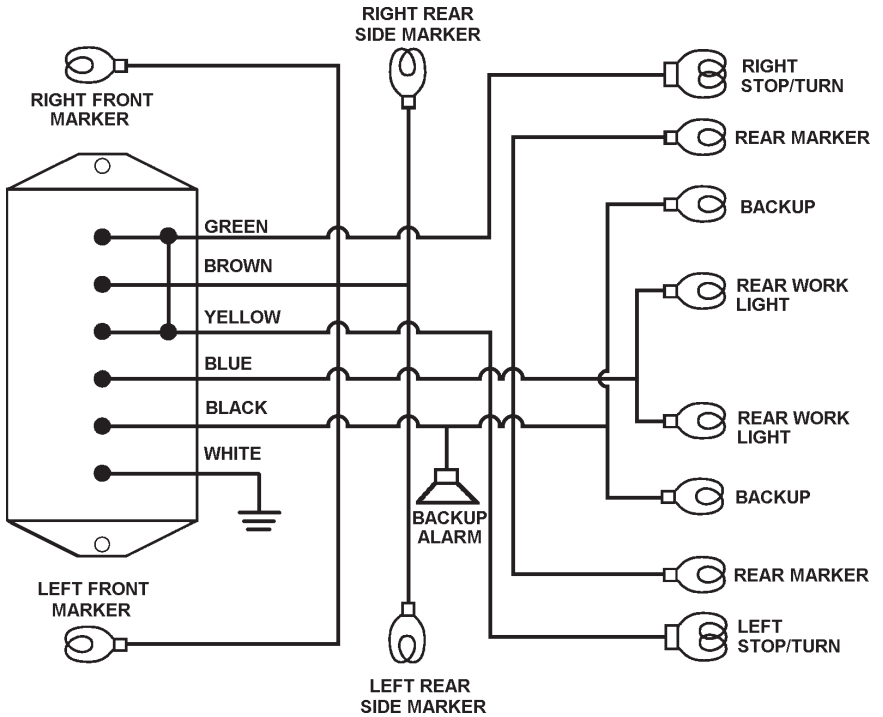 RIGHT REAR
SIDE MARKER
RIGHT FRONT
MARKER
RIGHT
STOP/TURN
REAR MARKER
BACKUP
GREEN
BROWN
YELLOW
BLUE
BLACK
WHITE
REAR WORK
LIGHT
REAR WORK
LIGHT
BACKUP
BACKUP
ALARM
REAR MARKER
LEFT FRONT
MARKER
LEFT
STOP/TURN
LEFT REAR
SIDE MARKER